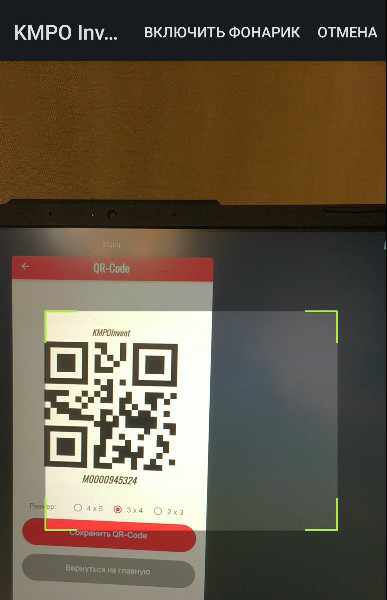 KMPO Inv... ВКЛЮЧИТЬ ФОНАРИК ОТМЕНА
QR-Code
KMPOInvent
M0000945324
Размер: 4 x 5 3 x 4 2 x 3
Сохранить QR-Code
Вернуться на главную